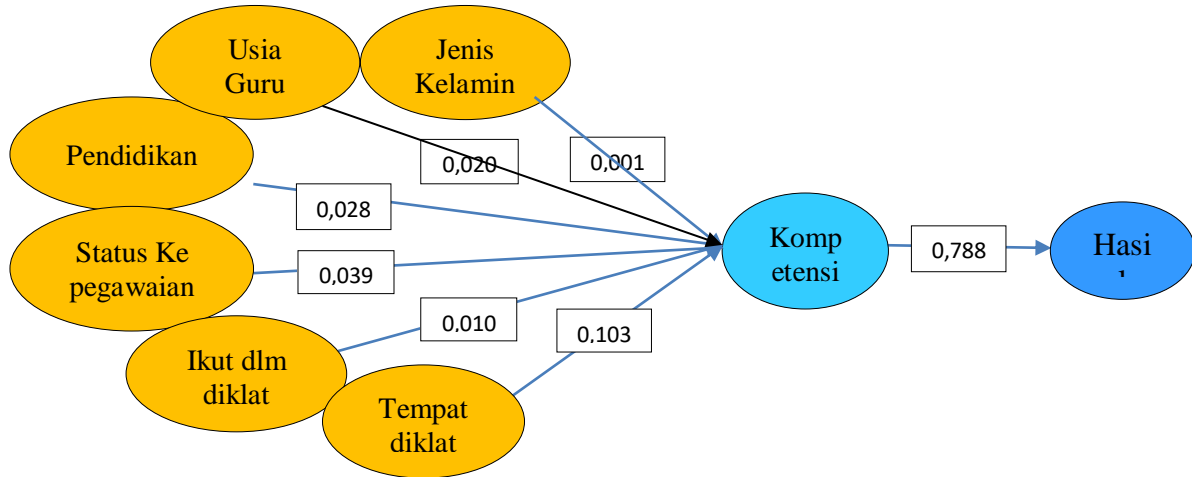 Usia
Guru
Jenis
Kelamin
Pendidikan
0,020
0,001
0,028
Status Ke
pegawaian
0,039
Komp
etensi
0,788
Hasi
Ikut dlm
diklat
0,010
0,103
Tempat
diklat